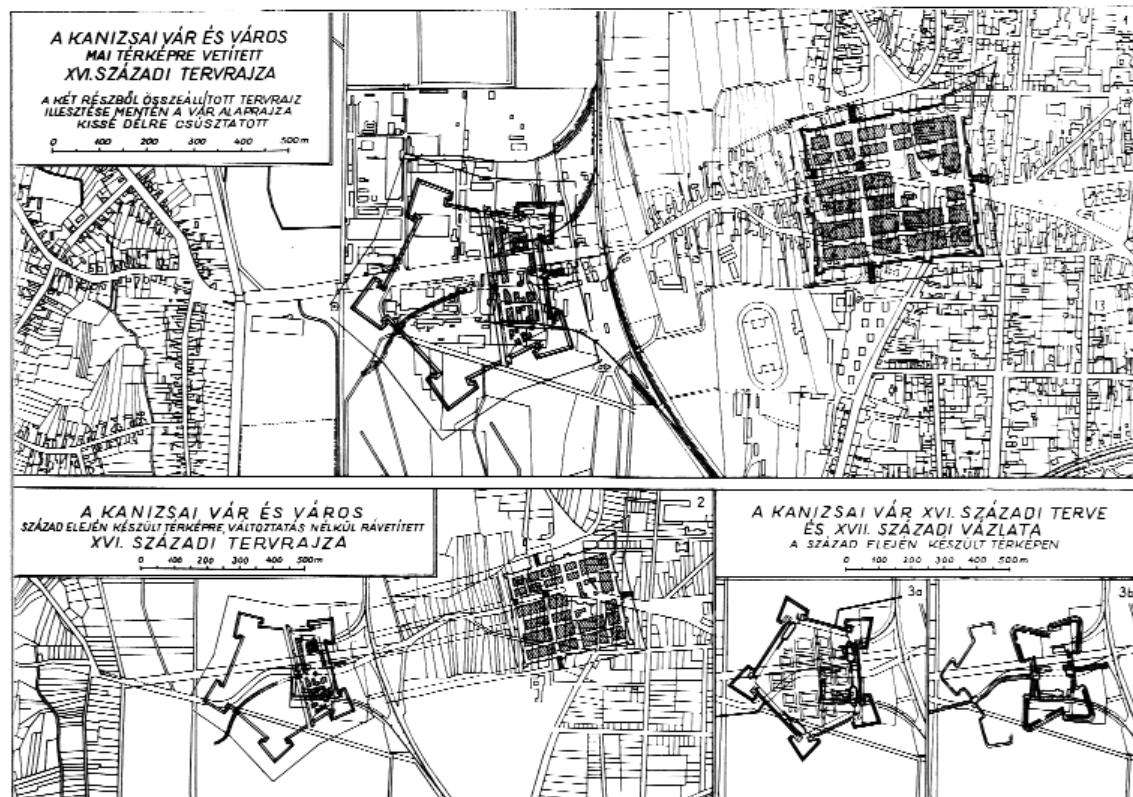 A KANIZSAI VÁR ÉS VÁROS
MAI TÉRKÉPRE VETÍTETT
XVI. SZÁZADI TERVRAJZA
A KÉT RÉSZBŐL ÖSSZEÁLLÍTOTT TERVRAJZ
ILLESZTÉSE MENTÉN A VÁR ALAPRAJZA
KISSÉ DÉLRE CSÚSZTATOTT
0 100 200 300 400 500m
1
A KANIZSAI VÁR ÉS VÁROS
SZÁZAD ELEJÉN KÉSZÜLT TÉRKÉPRE, VÁLTOZTATÁS NÉLKÜL RÁVETÍTETT
XVI. SZÁZADI TERVRAJZA
0 100 200 300 400 500m
2
A KANIZSAI VÁR XVI. SZÁZADI TERVE
ÉS XVII. SZÁZADI VÁZLATA
A SZÁZAD ELEJÉN KÉSZÜLT TÉRKÉPEN
0 100 200 300 400 500m
3a
3b